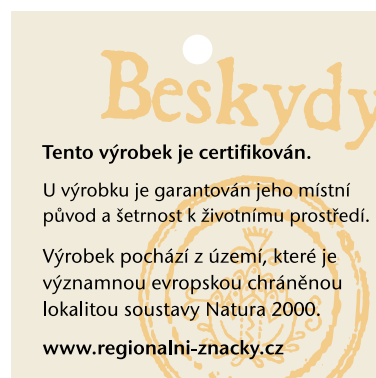 Beskydy
Tento výrobek je certifikován.
U výrobku je garantován jeho místní
původ a šetrnost k životnímu prostředí.
Výrobek pochází z území, které je
významnou evropskou chráněnou
lokalitou soustavy Natura 2000.
www.regionalni-znacky.cz